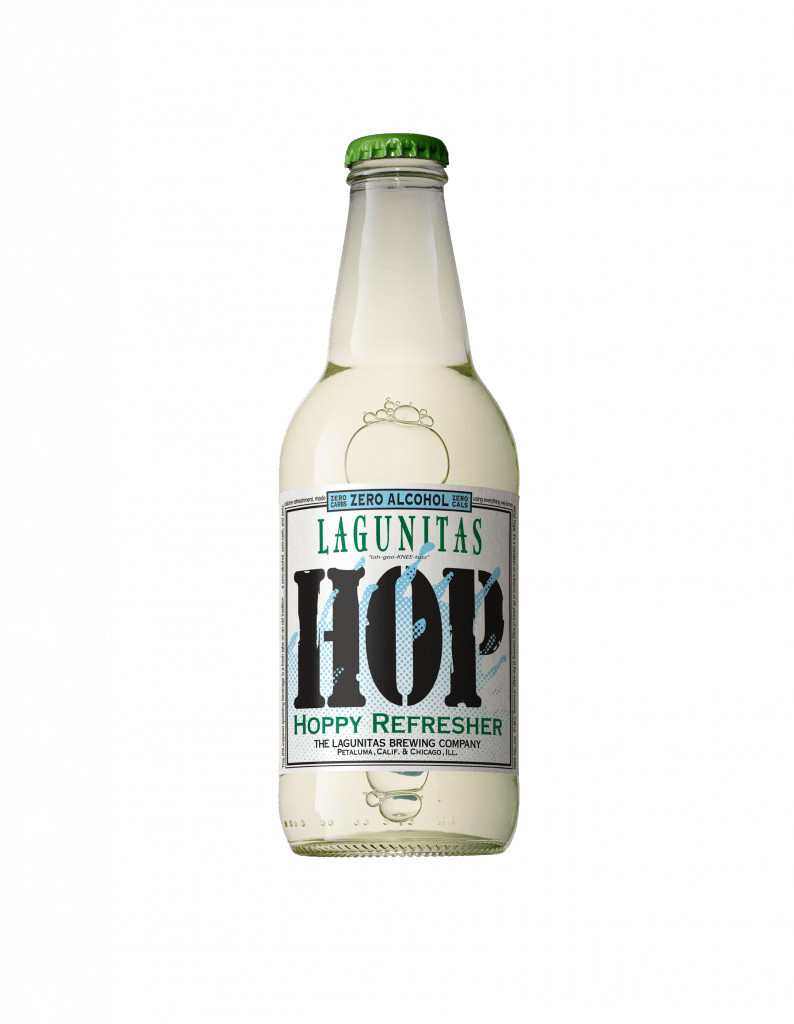 ZERO CARBS ZERO ALCOHOL ZERO CALS
LAGUNITAS
"lah-goo-KNEE-tuss"
HOP
HOPPY REFRESHER
THE LAGUNITAS BREWING COMPANY
PETALUMA, CALIF. & CHICAGO, ILL.